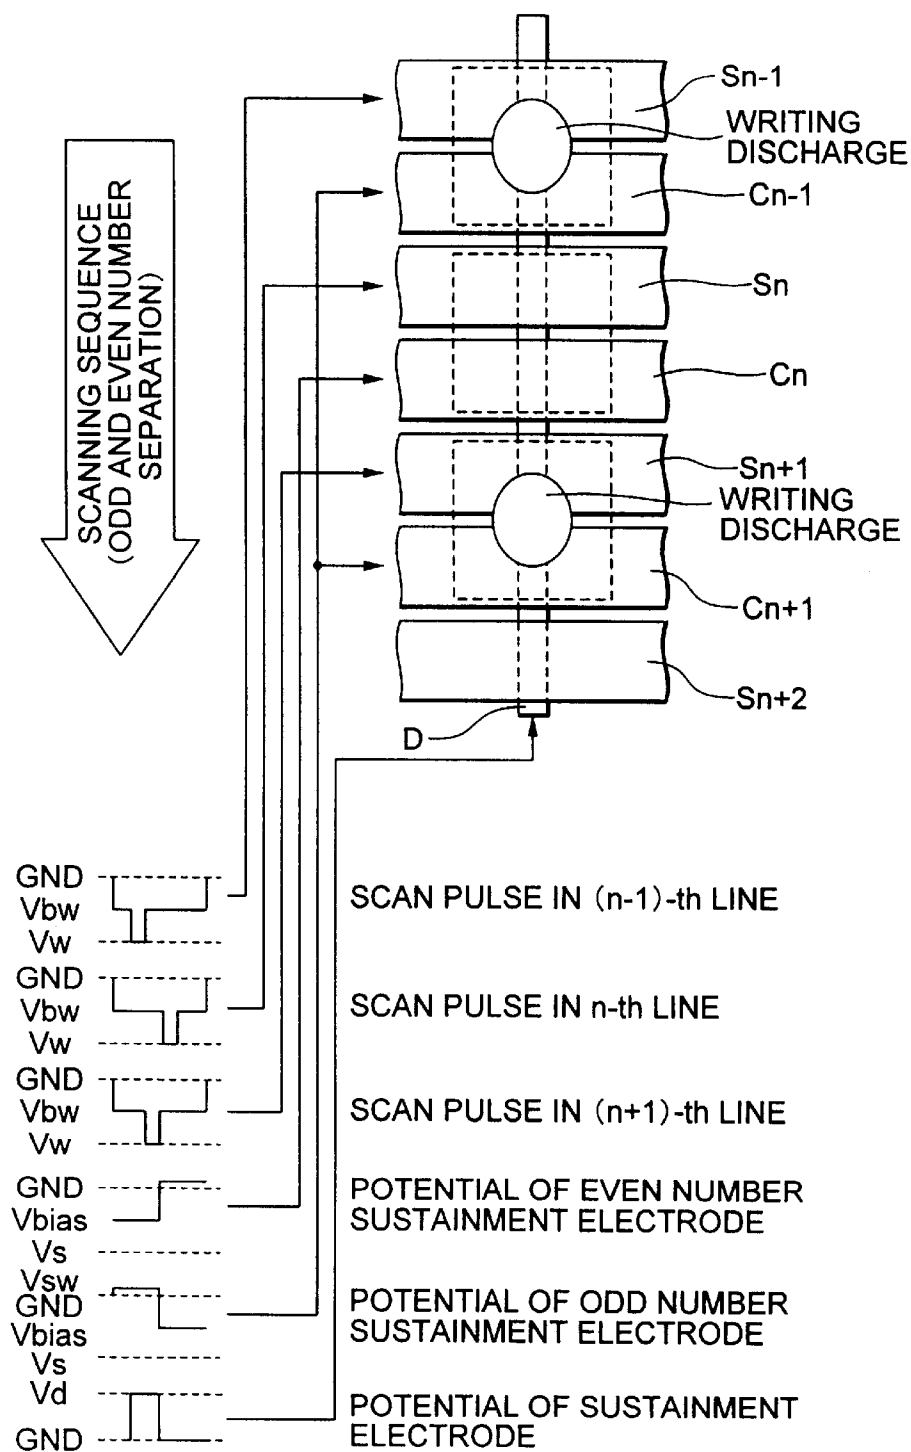 Sn-1
WRITING
DISCHARGE
Cn-1
Sn
Cn
Sn+1
WRITING
DISCHARGE
Cn+1
Sn+2
D
SCANNING SEQUENCE
(ODD AND EVEN NUMBER
SEPARATION)
GND
Vbw
Vw
SCAN PULSE IN (n-1)-th LINE
GND
Vbw
Vw
SCAN PULSE IN n-th LINE
GND
Vbw
Vw
SCAN PULSE IN (n+1)-th LINE
GND
Vbias
Vs
POTENTIAL OF EVEN NUMBER
SUSTAINMENT ELECTRODE
Vsw
GND
Vbias
Vs
POTENTIAL OF ODD NUMBER
SUSTAINMENT ELECTRODE
Vd
GND
POTENTIAL OF SUSTAINMENT
ELECTRODE